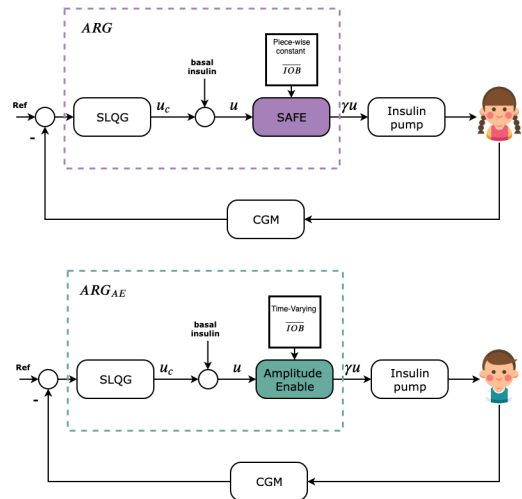 ARG
Piece-wise
constant
IOB
basal
insulin
Ref
-
SLQG
u_c
u
SAFE
γu
Insulin
pump
CGM
ARG_AE
Time-Varying
IOB
basal
insulin
Ref
-
SLQG
u_c
u
Amplitude
Enable
γu
Insulin
pump
CGM